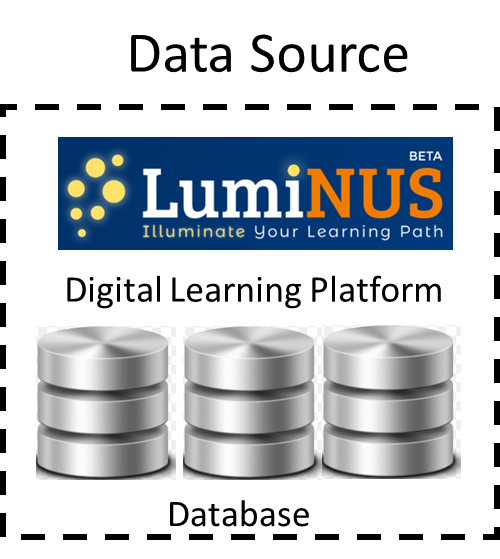 Data Source
BETA
LumiNUS
Illuminate Your Learning Path
Digital Learning Platform
Database